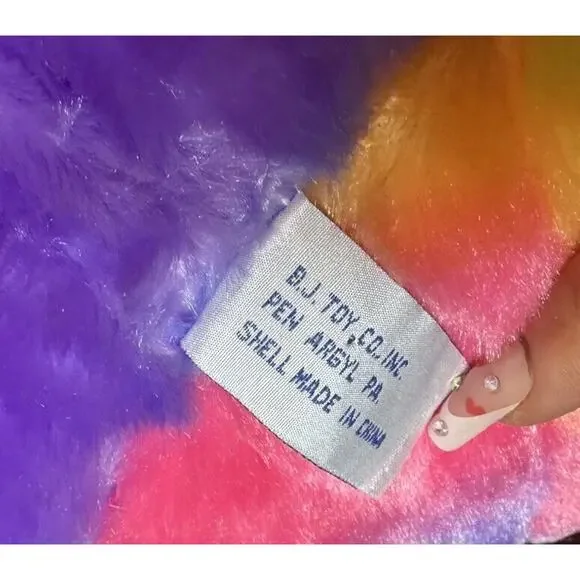 B.J. TOY CO., INC.
PEN ARGYL PA.
SHELL MADE IN CHINA